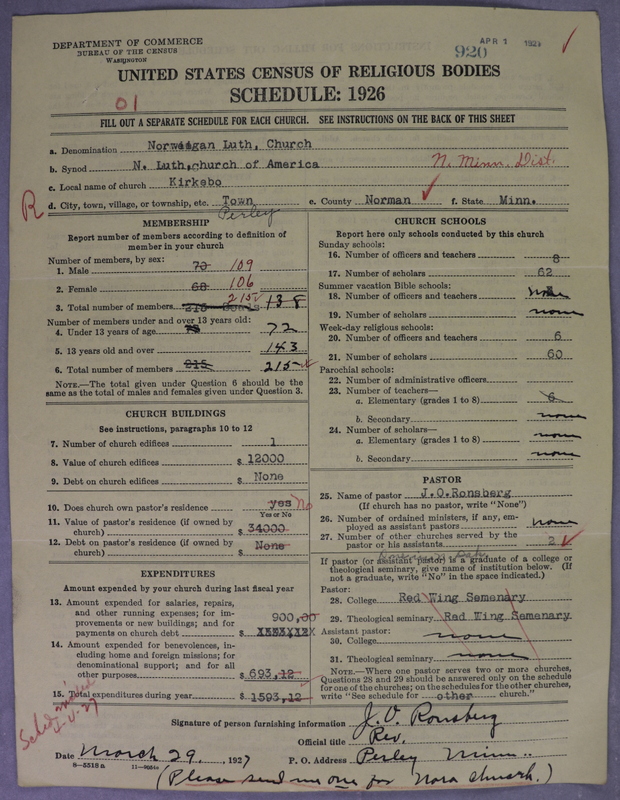 DEPARTMENT OF COMMERCE
BUREAU OF THE CENSUS
WASHINGTON
APR 1 1927
920
UNITED STATES CENSUS OF RELIGIOUS BODIES
SCHEDULE: 1926
01
FILL OUT A SEPARATE SCHEDULE FOR EACH CHURCH. SEE INSTRUCTIONS ON THE BACK OF THIS SHEET
a. Denomination Norweigan Luth, Church
b. Synod N. Luth,church of America N. Minn. Dist.
c. Local name of church Kirkebo
R d. City, town, village, or township, etc. Town e. County Norman f. State Minn.
Perley
MEMBERSHIP
Report number of members according to definition of
member in your church
Number of members, by sex:
1. Male 70 109
2. Female 68 106
3. Total number of members 215 138
Number of members under and over 13 years old:
4. Under 13 years of age 72
5. 13 years old and over 143
6. Total number of members 215 215
NOTE.—The total given under Question 6 should be
same as the total of males and females given under Question 3.
CHURCH BUILDINGS
See instructions, paragraphs 10 to 12
7. Number of church edifices 1
8. Value of church edifices $ 12000
9. Debt on church edifices $ None
10. Does church own pastor's residence yes No
Yes or No
11. Value of pastor's residence (if owned by
church) $ 34000
12. Debt on pastor's residence (if owned by
church) $ None
EXPENDITURES
Amount expended by your church during last fiscal year
13. Amount expended for salaries, repairs,
and other running expenses; for im-
provements or new buildings; and for
payments on church debt $ 900,00
14. Amount expended for benevolences, in-
cluding home and foreign missions; for
denominational support; and for all
other purposes $ 693,12
15. Total expenditures during year $ 1593,12
CHURCH SCHOOLS
Report here only schools conducted by this church
Sunday schools:
16. Number of officers and teachers 8
17. Number of scholars 62
Summer vacation Bible schools:
18. Number of officers and teachers none
19. Number of scholars none
Week-day religious schools:
20. Number of officers and teachers 6
21. Number of scholars 60
Parochial schools:
22. Number of administrative officers
23. Number of teachers—
a. Elementary (grades 1 to 8) 6
b. Secondary none
24. Number of scholars—
a. Elementary (grades 1 to 8) none
b. Secondary none
PASTOR
25. Name of pastor J.O.Ronsberg
(If church has no pastor, write "None")
26. Number of ordained ministers, if any, em-
ployed as assistant pastors none
27. Number of other churches served by the
pastor or his assistants 2
If pastor (or assistant pastor) is a graduate of a college or
theological seminary, give name of institution below. (If
not a graduate, write "No" in the space indicated.)
Pastor:
28. College Red Wing Semenary
29. Theological seminary Red Wing Semenary
Assistant pastor:
30. College none
31. Theological seminary none
NOTE.—Where one pastor serves two or more churches,
Questions 28 and 29 should be answered only on the schedule
for one of the churches; on the schedules for the other churches,
write "See schedule for other church."
Signature of person furnishing information J. O. Ronsberg
Official title Rev.
Date March 29, 1927 P. O. Address Perley Minn.
8—5518a
(Please send me one for Nora church.)